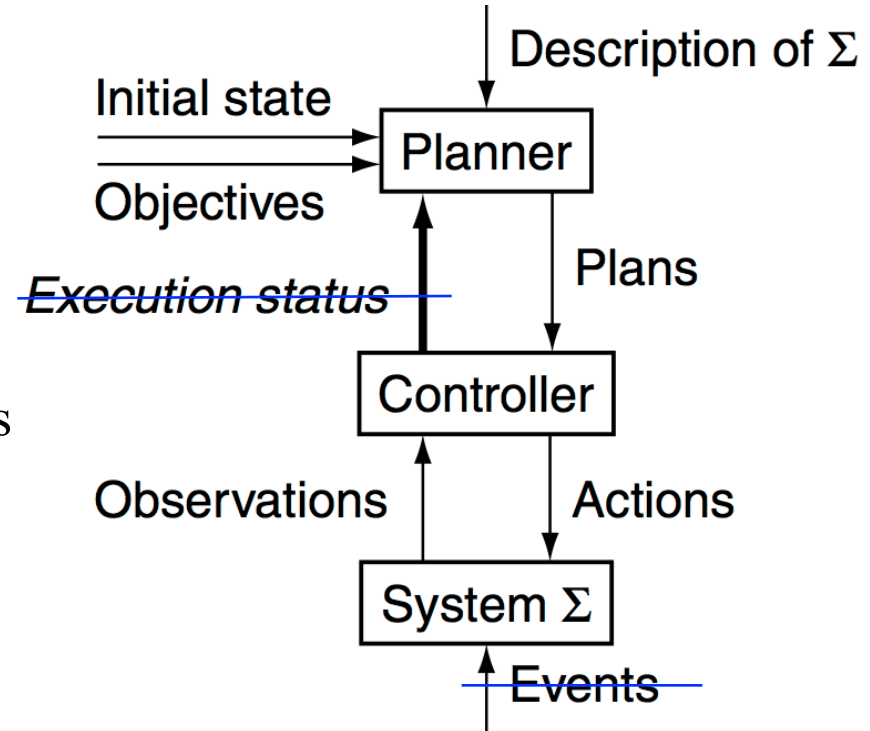 Description of Σ
Initial state
Planner
Objectives
Execution status
Plans
Controller
s
Observations
Actions
System Σ
Events